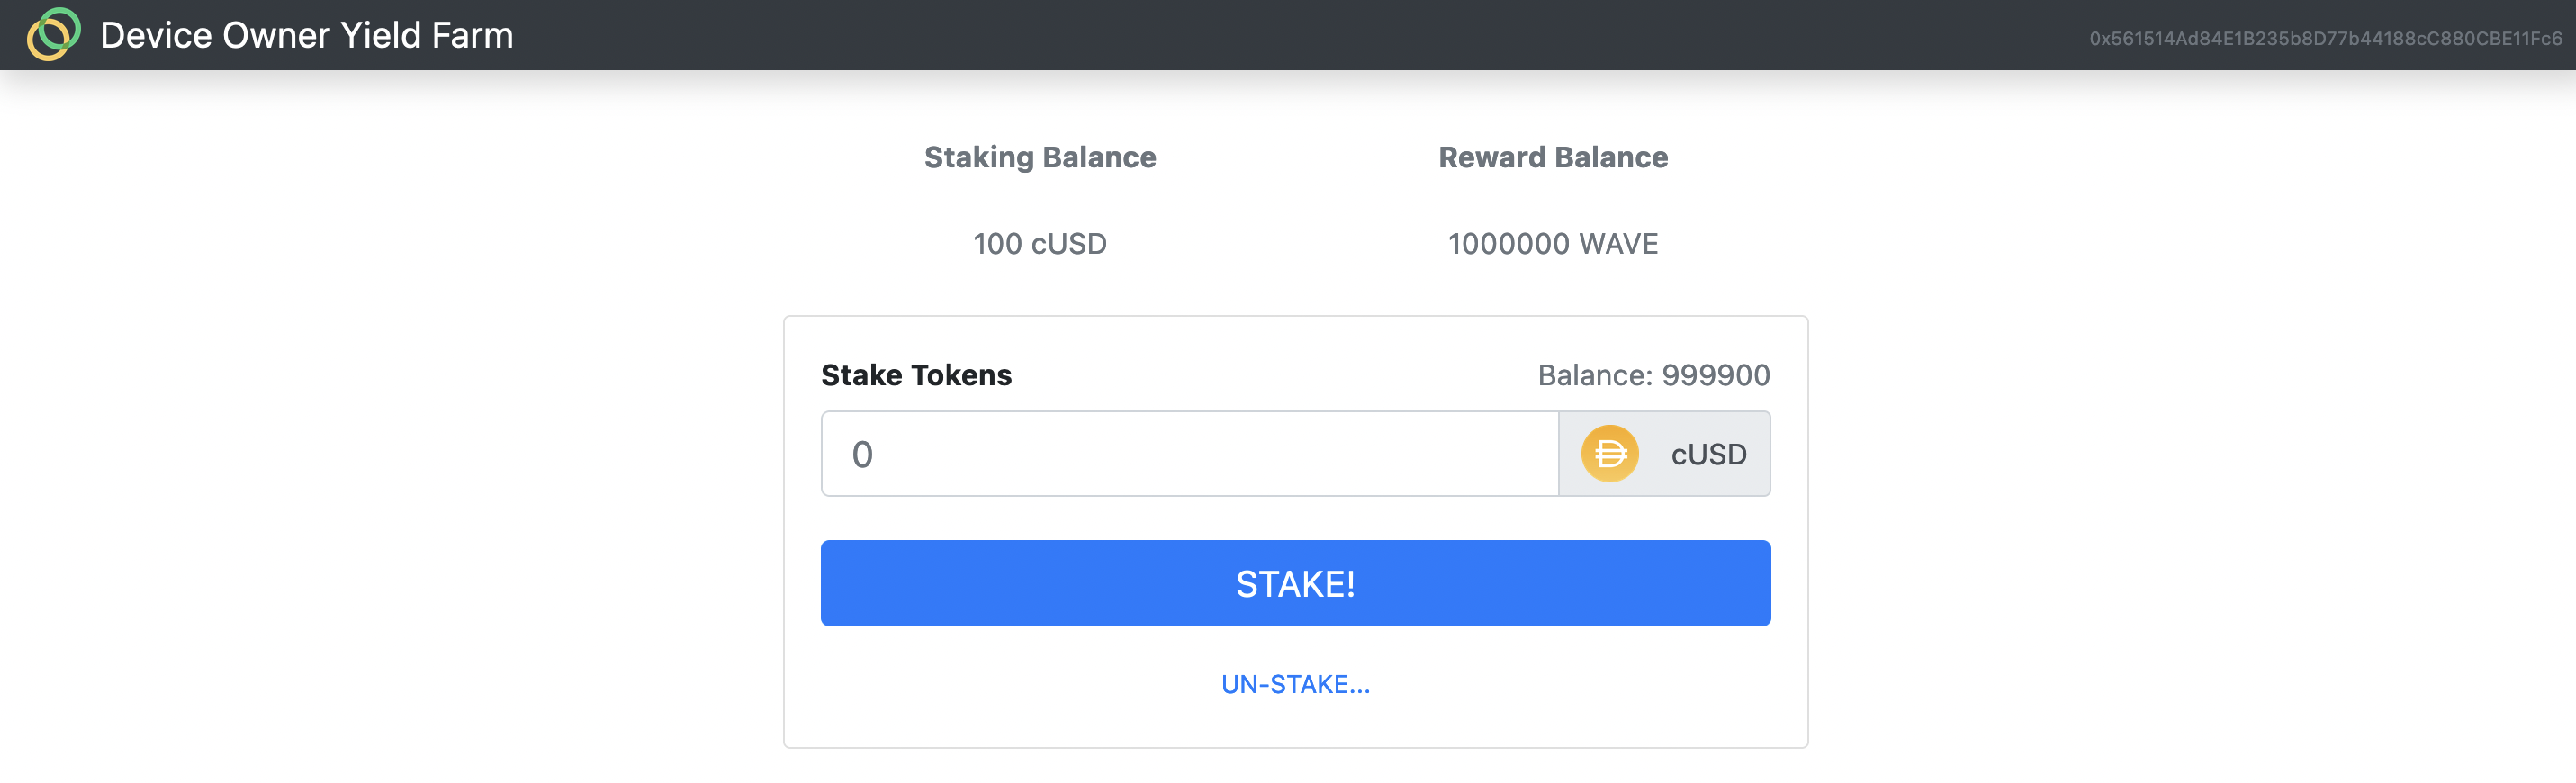 Device Owner Yield Farm
0x561514Ad84E1B235b8D77b44188cC880CBE11Fc6
Staking Balance Reward Balance
100 cUSD 1000000 WAVE
Stake Tokens Balance: 999900
0 cUSD
STAKE!
UN-STAKE...